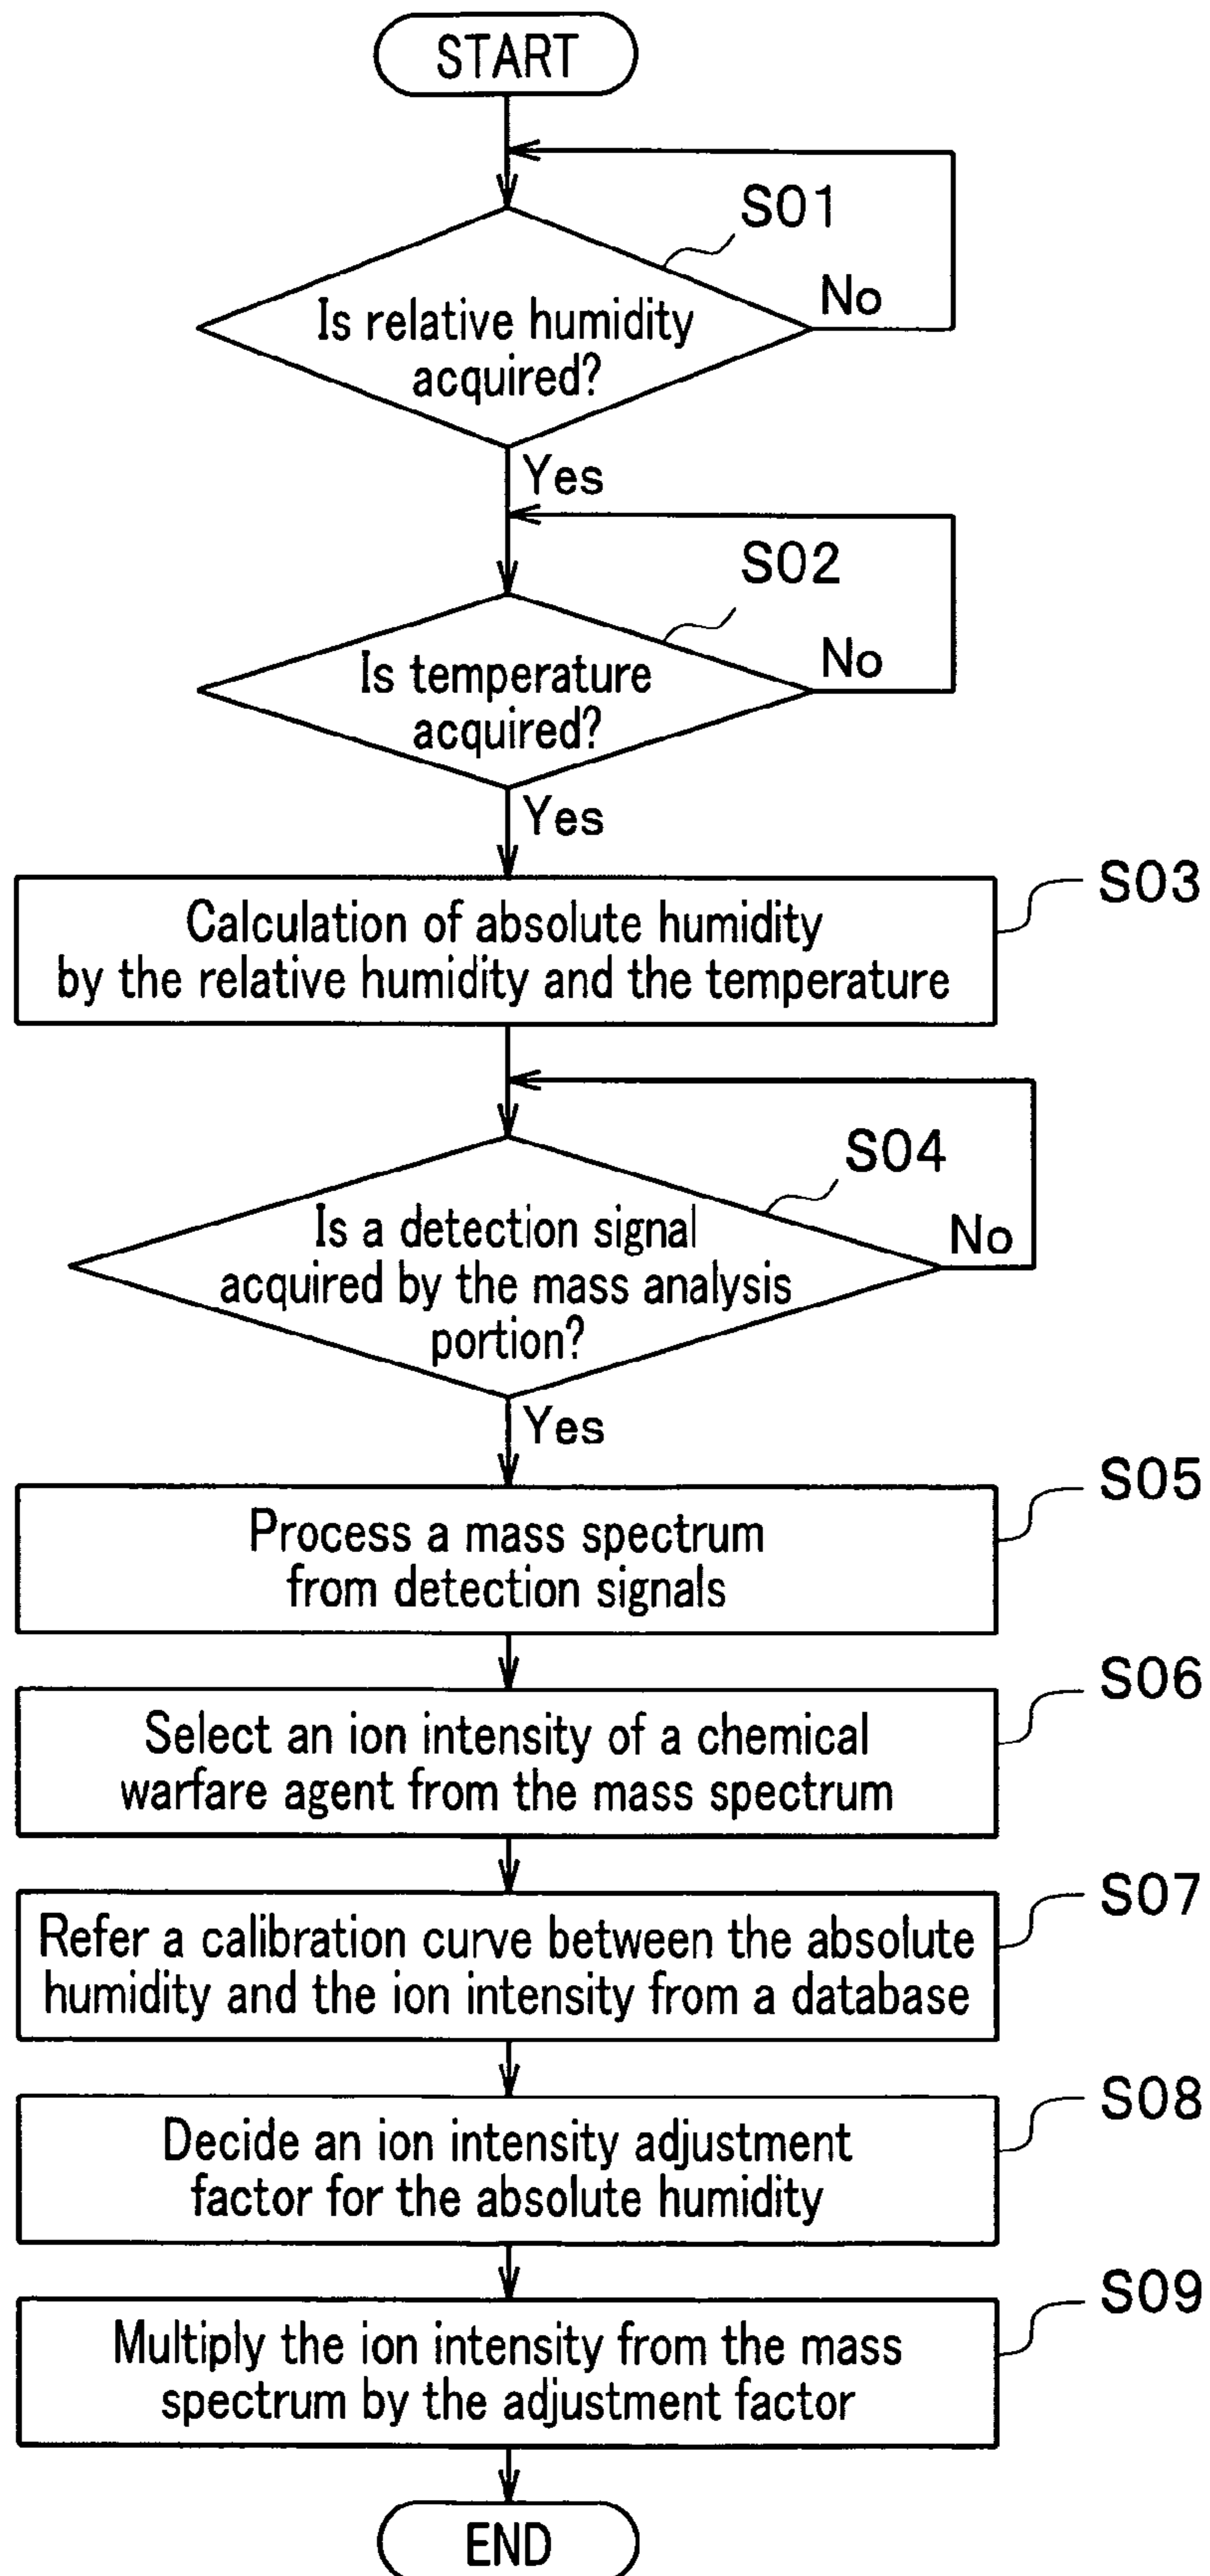 START
S01
No
Is relative humidity
acquired?
Yes
S02
No
Is temperature
acquired?
Yes
S03
Calculation of absolute humidity
by the relative humidity and the temperature
S04
No
Is a detection signal
acquired by the mass analysis
portion?
Yes
S05
Process a mass spectrum
from detection signals
S06
Select an ion intensity of a chemical
warfare agent from the mass spectrum
S07
Refer a calibration curve between the absolute
humidity and the ion intensity from a database
S08
Decide an ion intensity adjustment
factor for the absolute humidity
S09
Multiply the ion intensity from the mass
spectrum by the adjustment factor
END